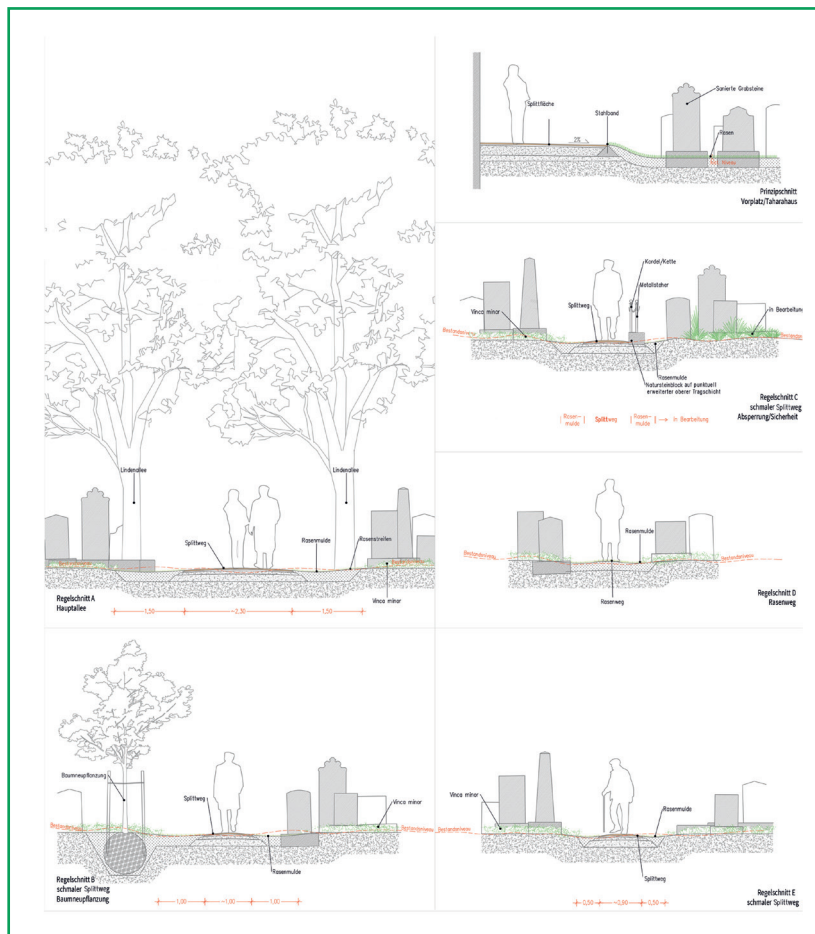 Lindenallee
Lindenallee
Splittweg
Rasenmulde
Rasenstreifen
Regelschnitt A
Hauptallee
Vinca minor
1,50
~2,30
1,50
Splittfläche
Stahlband
2%
Sanierte Grabsteine
Rasen
Prinzipschnitt
Vorplatz/Taharahaus
Kordel/Kette
Metallsteher
Splittweg
Vinca minor
in Bearbeitung
Bestandsniveau
Rasenmulde
Natursteinblock auf punktuell
erweiterter oberer Tragschicht
Regelschnitt C
schmaler Splittweg
Absperrung/Sicherheit
Rasen-
mulde
Splittweg
Rasen-
mulde
in Bearbeitung
Rasenmulde
Bestandsniveau
Rasenweg
Regelschnitt D
Rasenweg
Baumneupflanzung
Splittweg
Vinca minor
Bestandsniveau
Rasenmulde
Regelschnitt B
schmaler Splittweg
Baumneupflanzung
1,00
~1,00
1,00
Vinca minor
Rasenmulde
Splittweg
Regelschnitt E
schmaler Splittweg
0,50
~0,90
0,50